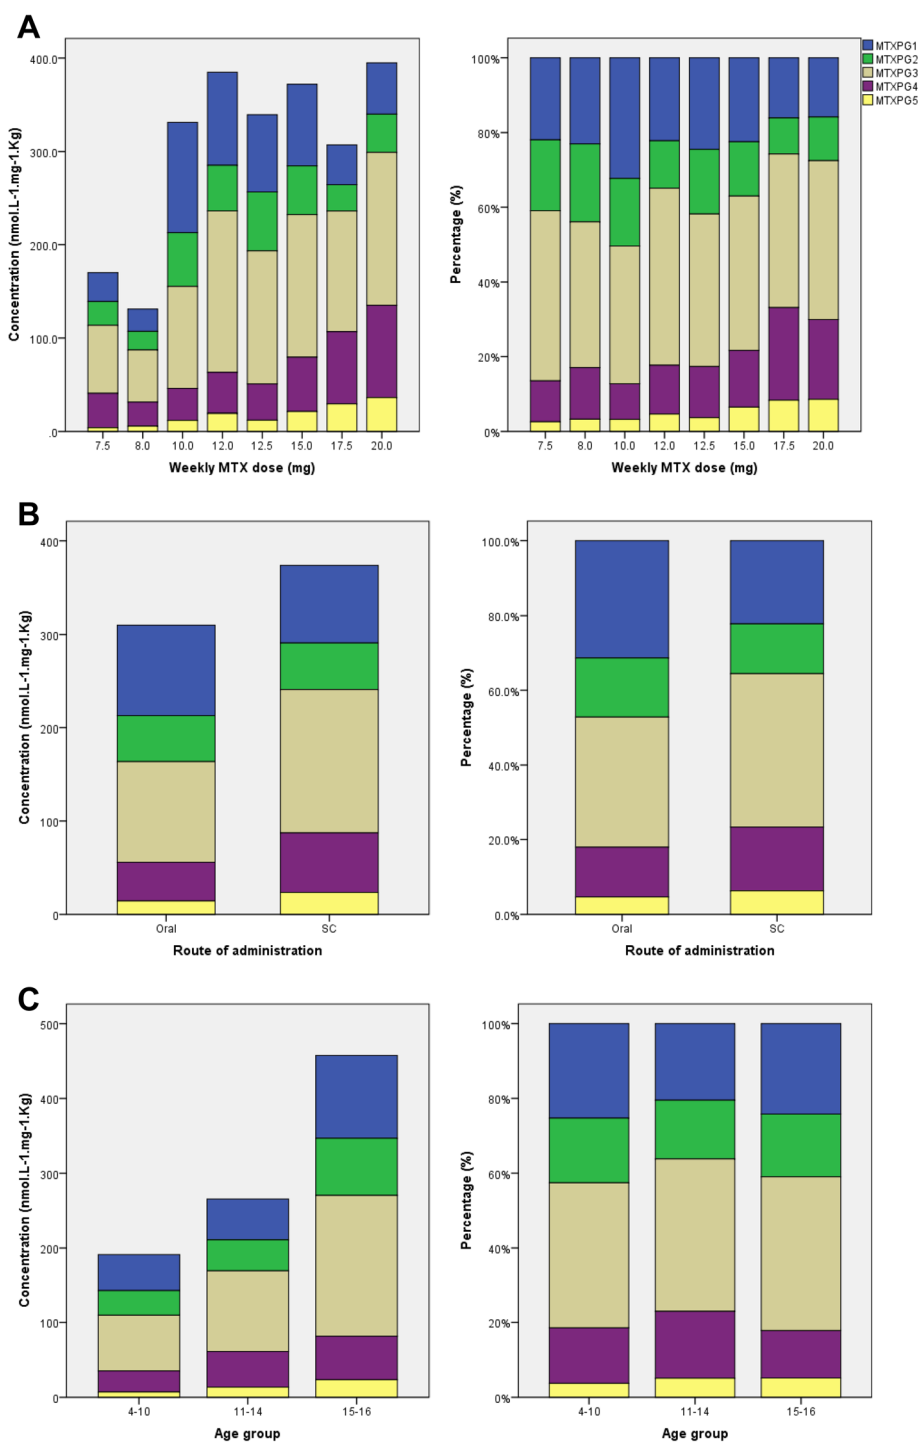 A
Concentration (nmol.L-1.mg-1.Kg)
400.0
300.0
200.0
100.0
.0
7.5 8.0 10.0 12.0 12.5 15.0 17.5 20.0
Weekly MTX dose (mg)
Percentage (%)
100%
80%
60%
40%
20%
0%
7.5 8.0 10.0 12.0 12.5 15.0 17.5 20.0
Weekly MTX dose (mg)
MTXPG1
MTXPG2
MTXPG3
MTXPG4
MTXPG5
B
Concentration (nmol.L-1.mg-1.Kg)
400
300
200
100
0
Oral SC
Route of administration
Percentage (%)
100.0%
80.0%
60.0%
40.0%
20.0%
0.0%
Oral SC
Route of administration
C
Concentration (nmol.L-1.mg-1.Kg)
500
400
300
200
100
0
4-10 11-14 15-16
Age group
Percentage (%)
100%
80%
60%
40%
20%
0%
4-10 11-14 15-16
Age group